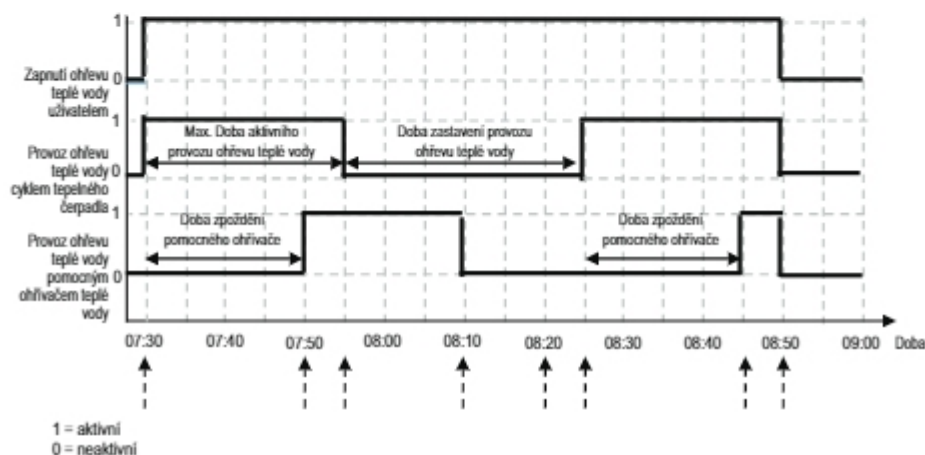 1
Zapnutí ohřevu 0
teplé vody
uživatelem
1
Max. Doba aktivního
provozu ohřevu teplé vody
Doba zastavení provozu
ohřevu teplé vody
Provoz ohřevu
teplé vody 0
cyklem tepelného
čerpadla
1
Doba zpoždění
pomocného ohřívače
Doba zpoždění
pomocného ohřívače
Provoz ohřevu
teplé vody
pomocným 0
ohřívačem teplé
vody
07:30 07:40 07:50 08:00 08:10 08:20 08:30 08:40 08:50 09:00 Doba
1 = aktivní
0 = neaktivní